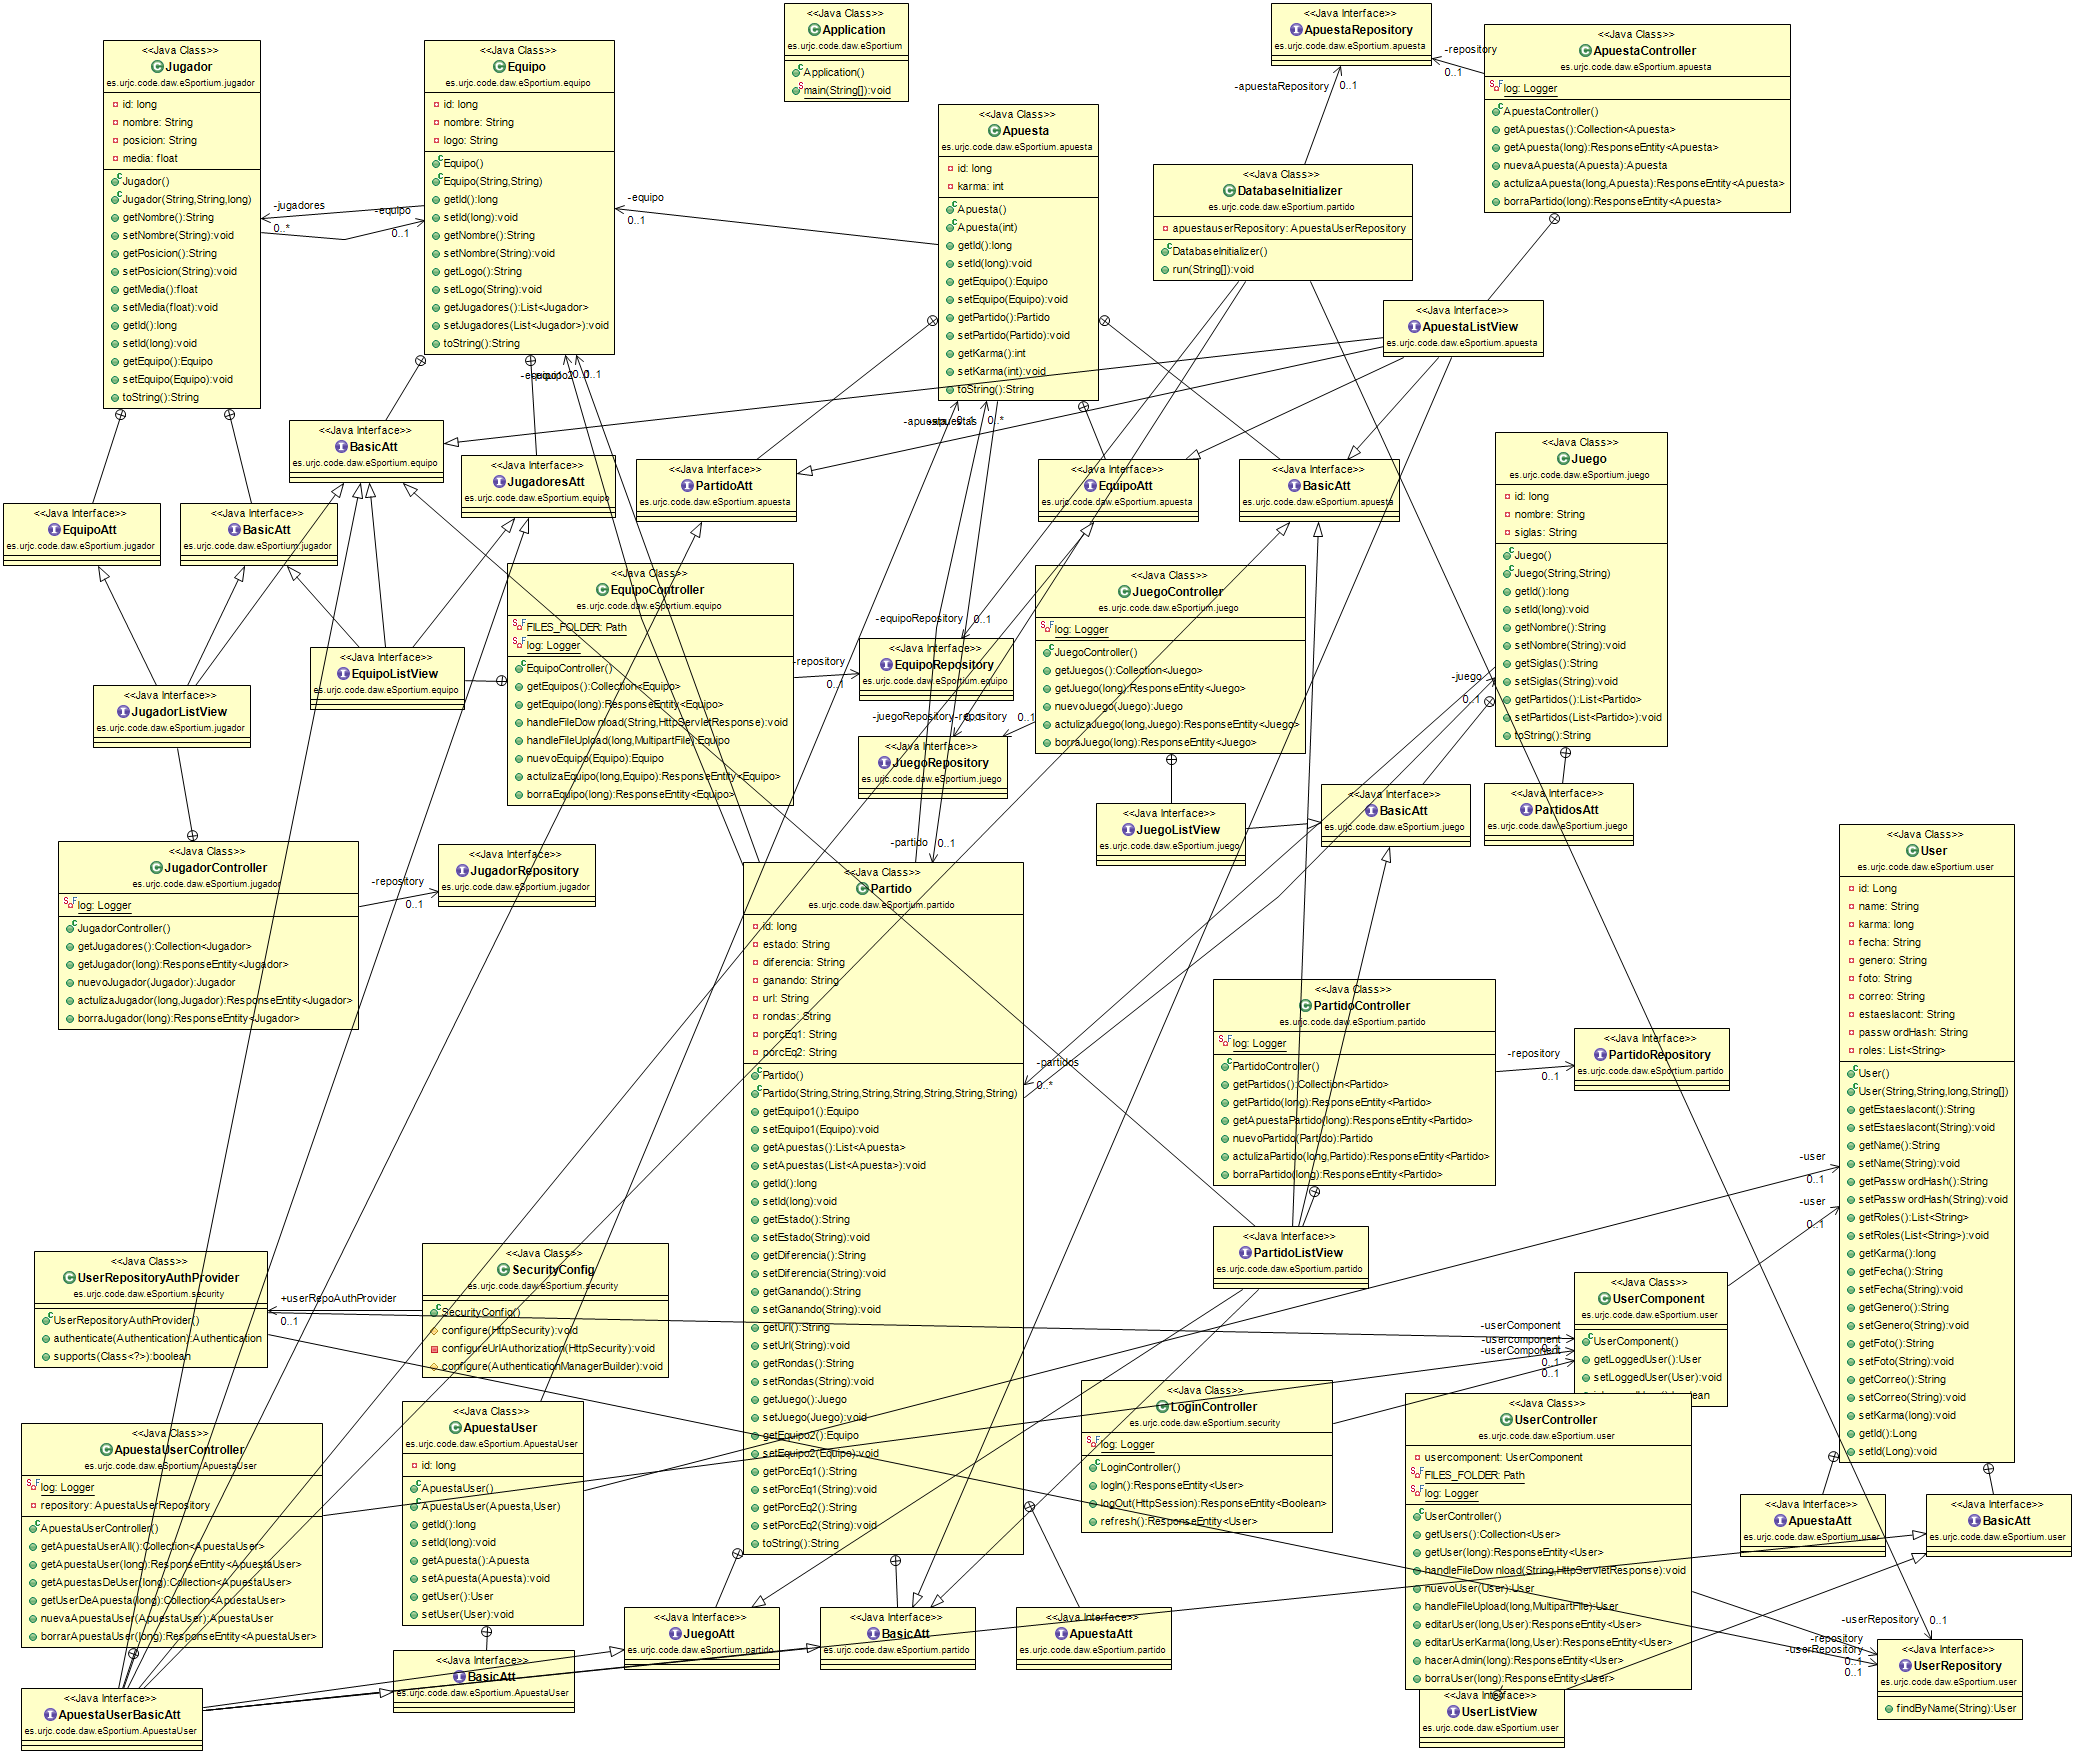 <<Java Class>>
Jugador
es.urjc.code.daw.eSportium.jugador
id: long
nombre: String
posicion: String
media: float
Jugador()
Jugador(String,String,long)
getNombre():String
setNombre(String):void
getPosicion():String
setPosicion(String):void
getMedia():float
setMedia(float):void
getId():long
setId(long):void
getEquipo():Equipo
setEquipo(Equipo):void
toString():String
<<Java Class>>
Equipo
es.urjc.code.daw.eSportium.equipo
id: long
nombre: String
logo: String
Equipo()
Equipo(String,String)
getId():long
setId(long):void
getNombre():String
setNombre(String):void
getLogo():String
setLogo(String):void
getJugadores():List<Jugador>
setJugadores(List<Jugador>):void
toString():String
-jugadores
0..*
-equipo
0..1
<<Java Class>>
Application
es.urjc.code.daw.eSportium
Application()
main(String[]):void
<<Java Class>>
Apuesta
es.urjc.code.daw.eSportium.apuesta
id: long
karma: int
Apuesta()
Apuesta(int)
getId():long
setId(long):void
getEquipo():Equipo
setEquipo(Equipo):void
getPartido():Partido
setPartido(Partido):void
getKarma():int
setKarma(int):void
toString():String
-equipo
0..1
<<Java Interface>>
ApuestaRepository
es.urjc.code.daw.eSportium.apuesta
-repository
0..1
-apuestaRepository
0..1
<<Java Class>>
ApuestaController
es.urjc.code.daw.eSportium.apuesta
log: Logger
ApuestaController()
getApuestas():Collection<Apuesta>
getApuesta(long):ResponseEntity<Apuesta>
nuevaApuesta(Apuesta):Apuesta
actulizaApuesta(long,Apuesta):ResponseEntity<Apuesta>
borraPartido(long):ResponseEntity<Apuesta>
<<Java Class>>
DatabaseInitializer
es.urjc.code.daw.eSportium.partido
apuestauserRepository: ApuestaUserRepository
DatabaseInitializer()
run(String[]):void
<<Java Interface>>
ApuestaListView
es.urjc.code.daw.eSportium.apuesta
<<Java Interface>>
BasicAtt
es.urjc.code.daw.eSportium.equipo
<<Java Interface>>
JugadoresAtt
es.urjc.code.daw.eSportium.equipo
<<Java Interface>>
PartidoAtt
es.urjc.code.daw.eSportium.apuesta
<<Java Interface>>
EquipoAtt
es.urjc.code.daw.eSportium.apuesta
<<Java Interface>>
BasicAtt
es.urjc.code.daw.eSportium.apuesta
<<Java Class>>
Juego
es.urjc.code.daw.eSportium.juego
id: long
nombre: String
siglas: String
Juego()
Juego(String,String)
getId():long
setId(long):void
getNombre():String
setNombre(String):void
getSiglas():String
setSiglas(String):void
getPartidos():List<Partido>
setPartidos(List<Partido>):void
toString():String
<<Java Interface>>
EquipoAtt
es.urjc.code.daw.eSportium.jugador
<<Java Interface>>
BasicAtt
es.urjc.code.daw.eSportium.jugador
<<Java Class>>
EquipoController
es.urjc.code.daw.eSportium.equipo
FILES_FOLDER: Path
log: Logger
EquipoController()
getEquipos():Collection<Equipo>
getEquipo(long):ResponseEntity<Equipo>
handleFileDownload(String,HttpServletResponse):void
handleFileUpload(long,MultipartFile):Equipo
nuevoEquipo(Equipo):Equipo
actulizaEquipo(long,Equipo):ResponseEntity<Equipo>
borraEquipo(long):ResponseEntity<Equipo>
-equipoRepository
0..1
-repository
0..1
<<Java Interface>>
EquipoRepository
es.urjc.code.daw.eSportium.equipo
-juegoRepository
-repository
0..1
<<Java Interface>>
JuegoRepository
es.urjc.code.daw.eSportium.juego
<<Java Class>>
JuegoController
es.urjc.code.daw.eSportium.juego
log: Logger
JuegoController()
getJuegos():Collection<Juego>
getJuego(long):ResponseEntity<Juego>
nuevoJuego(Juego):Juego
actulizaJuego(long,Juego):ResponseEntity<Juego>
borraJuego(long):ResponseEntity<Juego>
-juego
0..1
<<Java Interface>>
EquipoListView
es.urjc.code.daw.eSportium.equipo
<<Java Interface>>
JugadorListView
es.urjc.code.daw.eSportium.jugador
<<Java Interface>>
JuegoListView
es.urjc.code.daw.eSportium.juego
<<Java Interface>>
BasicAtt
es.urjc.code.daw.eSportium.juego
<<Java Interface>>
PartidosAtt
es.urjc.code.daw.eSportium.juego
<<Java Class>>
JugadorController
es.urjc.code.daw.eSportium.jugador
log: Logger
JugadorController()
getJugadores():Collection<Jugador>
getJugador(long):ResponseEntity<Jugador>
nuevoJugador(Jugador):Jugador
actulizaJugador(long,Jugador):ResponseEntity<Jugador>
borraJugador(long):ResponseEntity<Jugador>
-repository
0..1
<<Java Interface>>
JugadorRepository
es.urjc.code.daw.eSportium.jugador
-partido
0..1
<<Java Class>>
Partido
es.urjc.code.daw.eSportium.partido
id: long
estado: String
diferencia: String
ganando: String
url: String
rondas: String
porcEq1: String
porcEq2: String
Partido()
Partido(String,String,String,String,String,String,String)
getEquipo1():Equipo
setEquipo1(Equipo):void
getApuestas():List<Apuesta>
setApuestas(List<Apuesta>):void
getId():long
setId(long):void
getEstado():String
setEstado(String):void
getDiferencia():String
setDiferencia(String):void
getGanando():String
setGanando(String):void
getUrl():String
setUrl(String):void
getRondas():String
setRondas(String):void
getJuego():Juego
setJuego(Juego):void
getEquipo2():Equipo
setEquipo2(Equipo):void
getPorcEq1():String
setPorcEq1(String):void
getPorcEq2():String
setPorcEq2(String):void
toString():String
-partidos
0..*
<<Java Class>>
PartidoController
es.urjc.code.daw.eSportium.partido
log: Logger
PartidoController()
getPartidos():Collection<Partido>
getPartido(long):ResponseEntity<Partido>
getApuestaPartido(long):ResponseEntity<Partido>
nuevoPartido(Partido):Partido
actulizaPartido(long,Partido):ResponseEntity<Partido>
borraPartido(long):ResponseEntity<Partido>
-repository
0..1
<<Java Interface>>
PartidoRepository
es.urjc.code.daw.eSportium.partido
<<Java Class>>
User
es.urjc.code.daw.eSportium.user
id: Long
name: String
karma: long
fecha: String
genero: String
foto: String
correo: String
estaeslacont: String
passwordHash: String
roles: List<String>
User()
User(String,String,long,String[])
getEstaeslacont():String
setEstaeslacont(String):void
getName():String
setName(String):void
getPasswordHash():String
setPasswordHash(String):void
getRoles():List<String>
setRoles(List<String>):void
getKarma():long
getFecha():String
setFecha(String):void
getGenero():String
setGenero(String):void
getFoto():String
setFoto(String):void
getCorreo():String
setCorreo(String):void
setKarma(long):void
getId():Long
setId(Long):void
-user
0..1
-user
0..1
<<Java Interface>>
PartidoListView
es.urjc.code.daw.eSportium.partido
<<Java Class>>
UserRepositoryAuthProvider
es.urjc.code.daw.eSportium.security
UserRepositoryAuthProvider()
authenticate(Authentication):Authentication
supports(Class<?>):boolean
+userRepoAuthProvider
0..1
<<Java Class>>
SecurityConfig
es.urjc.code.daw.eSportium.security
SecurityConfig()
configure(HttpSecurity):void
configureUrlAuthorization(HttpSecurity):void
configure(AuthenticationManagerBuilder):void
-userComponent
-usercomponent
-userComponent
0..1
0..1
<<Java Class>>
UserComponent
es.urjc.code.daw.eSportium.user
UserComponent()
getLoggedUser():User
setLoggedUser(User):void
<<Java Class>>
ApuestaUserController
es.urjc.code.daw.eSportium.ApuestaUser
log: Logger
repository: ApuestaUserRepository
ApuestaUserController()
getApuestaUserAll():Collection<ApuestaUser>
getApuestaUser(long):ResponseEntity<ApuestaUser>
getApuestasDeUser(long):Collection<ApuestaUser>
getUserDeApuesta(long):Collection<ApuestaUser>
nuevaApuestaUser(ApuestaUser):ApuestaUser
borrarApuestaUser(long):ResponseEntity<ApuestaUser>
<<Java Class>>
ApuestaUser
es.urjc.code.daw.eSportium.ApuestaUser
id: long
ApuestaUser()
ApuestaUser(Apuesta,User)
getId():long
setId(long):void
getApuesta():Apuesta
setApuesta(Apuesta):void
getUser():User
setUser(User):void
<<Java Class>>
LoginController
es.urjc.code.daw.eSportium.security
log: Logger
LoginController()
logIn():ResponseEntity<User>
logOut(HttpSession):ResponseEntity<Boolean>
refresh():ResponseEntity<User>
<<Java Class>>
UserController
es.urjc.code.daw.eSportium.user
usercomponent: UserComponent
FILES_FOLDER: Path
log: Logger
UserController()
getUsers():Collection<User>
getUser(long):ResponseEntity<User>
handleFileDownload(String,HttpServletResponse):void
nuevoUser(User):User
handleFileUpload(long,MultipartFile):User
editarUser(long,User):ResponseEntity<User>
editarUserKarma(long,User):ResponseEntity<User>
hacerAdmin(long):ResponseEntity<User>
borraUser(long):ResponseEntity<User>
<<Java Interface>>
ApuestaAtt
es.urjc.code.daw.eSportium.user
<<Java Interface>>
BasicAtt
es.urjc.code.daw.eSportium.user
<<Java Interface>>
JuegoAtt
es.urjc.code.daw.eSportium.partido
<<Java Interface>>
BasicAtt
es.urjc.code.daw.eSportium.partido
<<Java Interface>>
ApuestaAtt
es.urjc.code.daw.eSportium.partido
-userRepository
0..1
-repository
-userRepository
0..1
0..1
<<Java Interface>>
UserRepository
es.urjc.code.daw.eSportium.user
findByName(String):User
<<Java Interface>>
BasicAtt
es.urjc.code.daw.eSportium.ApuestaUser
<<Java Interface>>
ApuestaUserBasicAtt
es.urjc.code.daw.eSportium.ApuestaUser
<<Java Interface>>
UserListView
es.urjc.code.daw.eSportium.user